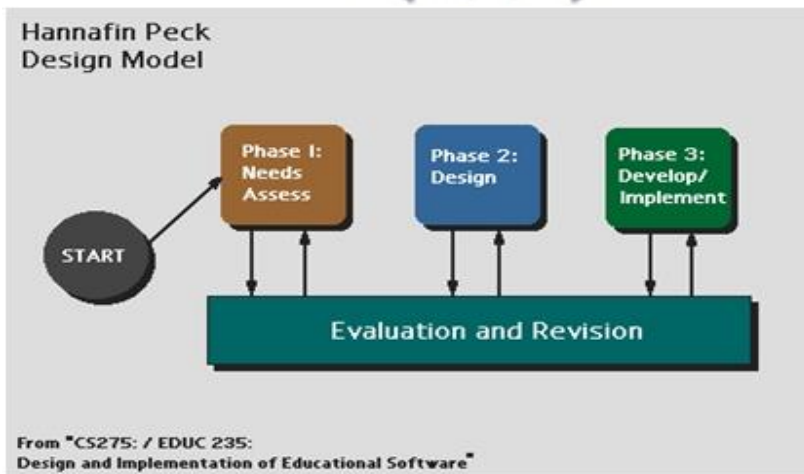 Hannafin Peck
Design Model
Phase 1:
Needs
Assess
Phase 2:
Design
Phase 3:
Develop/
Implement
START
Evaluation and Revision
From "CS275: / EDUC 235:
Design and Implementation of Educational Software"